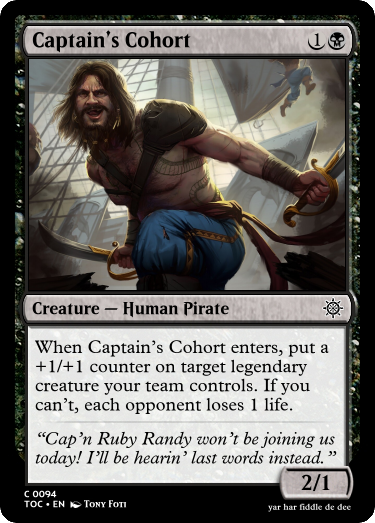 Captain's Cohort 1
Creature — Human Pirate
When Captain's Cohort enters, put a
+1/+1 counter on target legendary
creature your team controls. If you
can't, each opponent loses 1 life.
"Cap'n Ruby Randy won't be joining us
today! I'll be hearin' last words instead."
2/1
C 0094
TOC • EN Tony Foti
yar har fiddle de dee